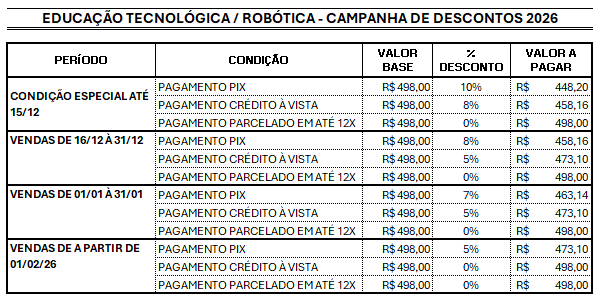 EDUCAÇÃO TECNOLÓGICA / ROBÓTICA - CAMPANHA DE DESCONTOS 2026
PERÍODO CONDIÇÃO VALOR BASE % DESCONTO VALOR A PAGAR
CONDIÇÃO ESPECIAL ATÉ 15/12
PAGAMENTO PIX R$ 498,00 10% R$ 448,20
PAGAMENTO CRÉDITO À VISTA R$ 498,00 8% R$ 458,16
PAGAMENTO PARCELADO EM ATÉ 12X R$ 498,00 0% R$ 498,00
VENDAS DE 16/12 À 31/12
PAGAMENTO PIX R$ 498,00 8% R$ 458,16
PAGAMENTO CRÉDITO À VISTA R$ 498,00 5% R$ 473,10
PAGAMENTO PARCELADO EM ATÉ 12X R$ 498,00 0% R$ 498,00
VENDAS DE 01/01 À 31/01
PAGAMENTO PIX R$ 498,00 7% R$ 463,14
PAGAMENTO CRÉDITO À VISTA R$ 498,00 5% R$ 473,10
PAGAMENTO PARCELADO EM ATÉ 12X R$ 498,00 0% R$ 498,00
VENDAS DE A PARTIR DE 01/02/26
PAGAMENTO PIX R$ 498,00 5% R$ 473,10
PAGAMENTO CRÉDITO À VISTA R$ 498,00 0% R$ 498,00
PAGAMENTO PARCELADO EM ATÉ 12X R$ 498,00 0% R$ 498,00